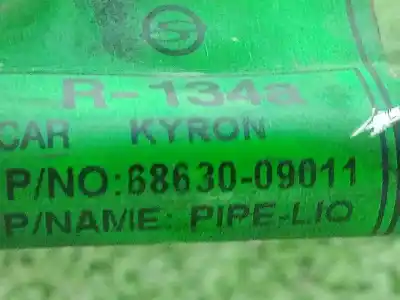 S
R-134a
CAR KYRON
P/NO:68630-09011
P/NAME: PIPE-LIQ